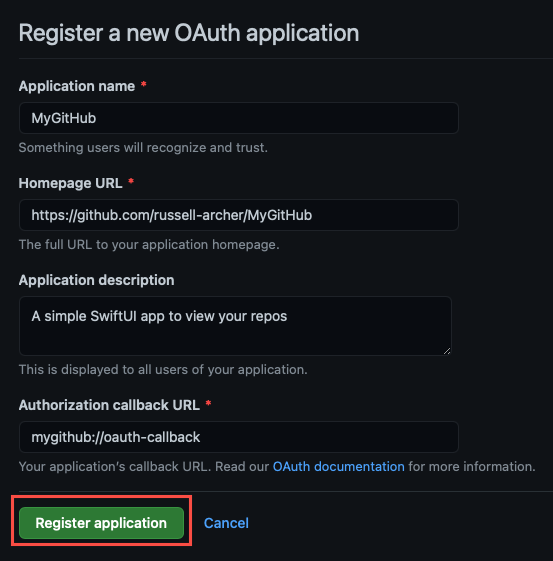 Register a new OAuth application
Application name *
MyGitHub
Something users will recognize and trust.
Homepage URL *
https://github.com/russell-archer/MyGitHub
The full URL to your application homepage.
Application description
A simple SwiftUI app to view your repos
This is displayed to all users of your application.
Authorization callback URL *
mygithub://oauth-callback
Your application's callback URL. Read our OAuth documentation for more information.
Register application Cancel